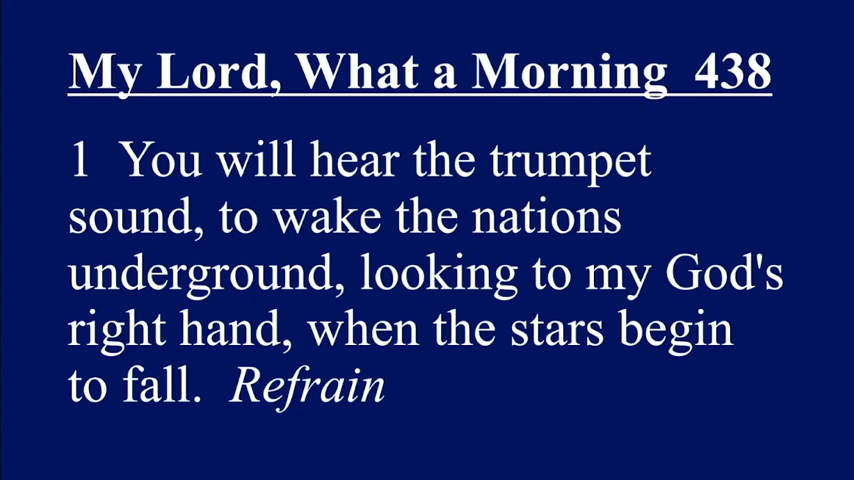 My Lord, What a Morning 438
1 You will hear the trumpet
sound, to wake the nations
underground, looking to my God's
right hand, when the stars begin
to fall. Refrain